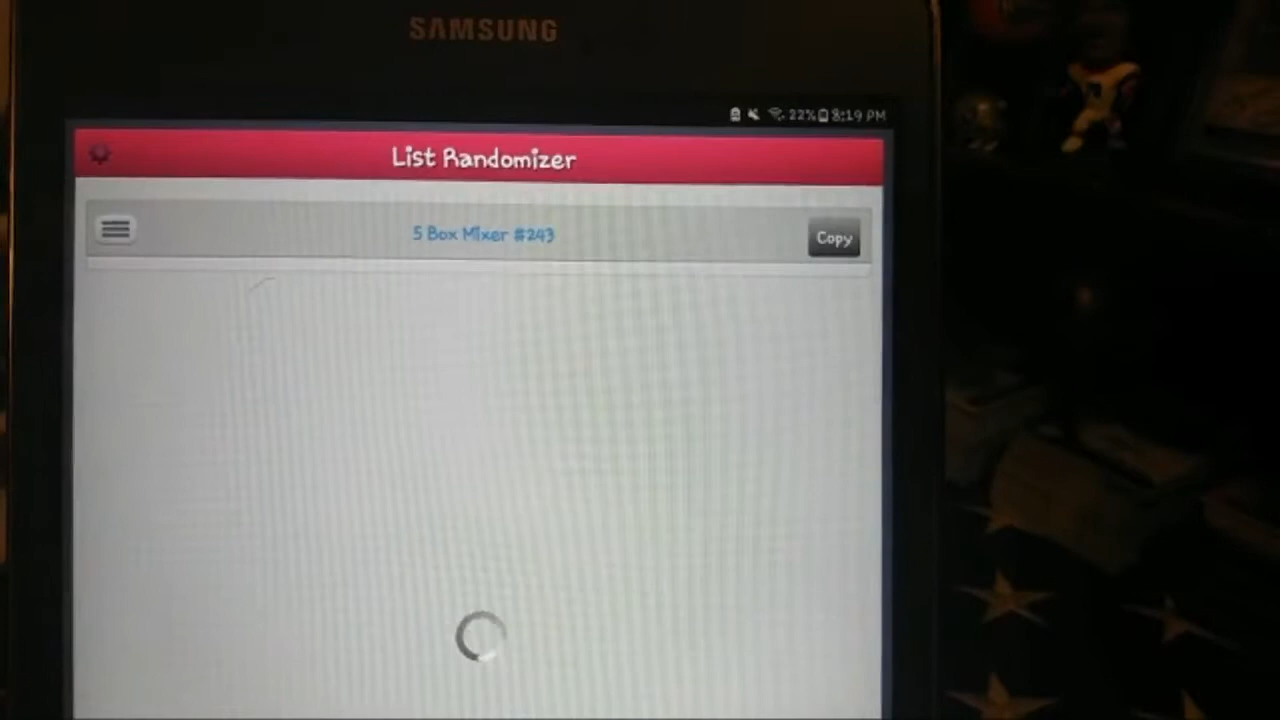 SAMSUNG
22% 8:19 PM
List Randomizer
5 Box Mixer #243
Copy